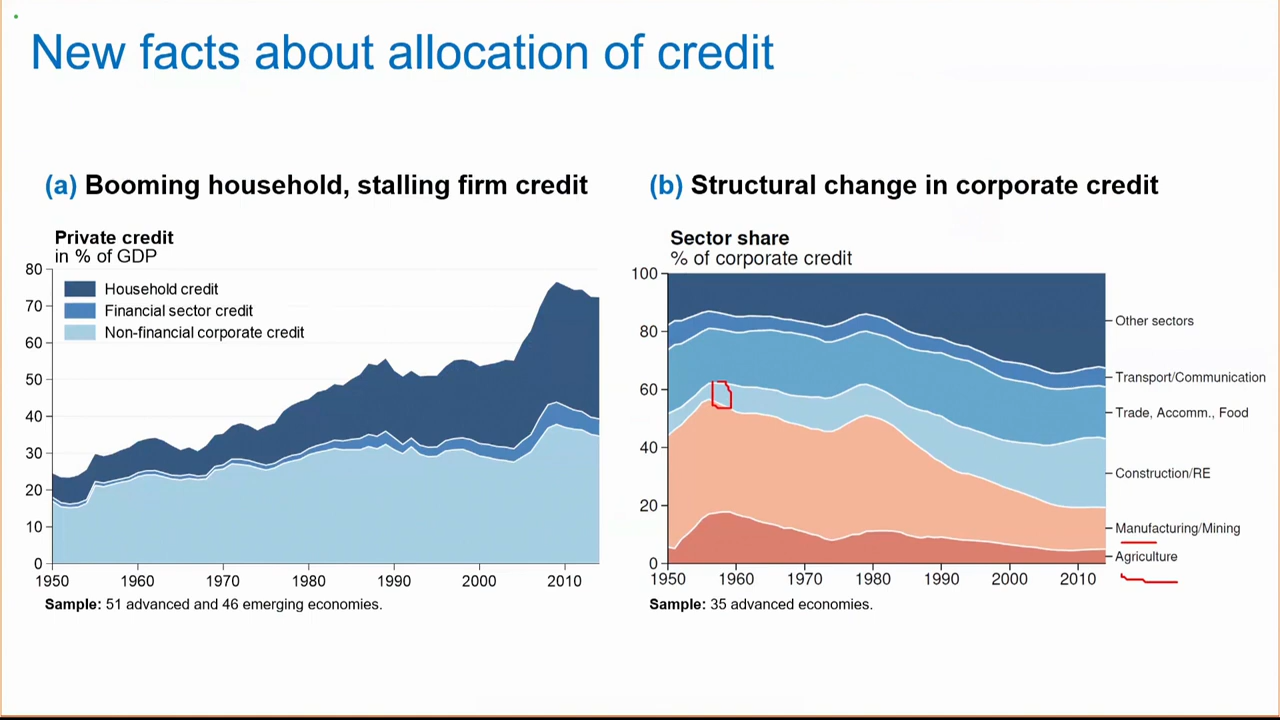 New facts about allocation of credit
(a) Booming household, stalling firm credit
Private credit
in % of GDP
80
70
60
50
40
30
20
10
0
Household credit
Financial sector credit
Non-financial corporate credit
1950 1960 1970 1980 1990 2000 2010
Sample: 51 advanced and 46 emerging economies.
(b) Structural change in corporate credit
Sector share
% of corporate credit
100
80
60
40
20
0
Other sectors
Transport/Communication
Trade, Accomm., Food
Construction/RE
Manufacturing/Mining
Agriculture
1950 1960 1970 1980 1990 2000 2010
Sample: 35 advanced economies.